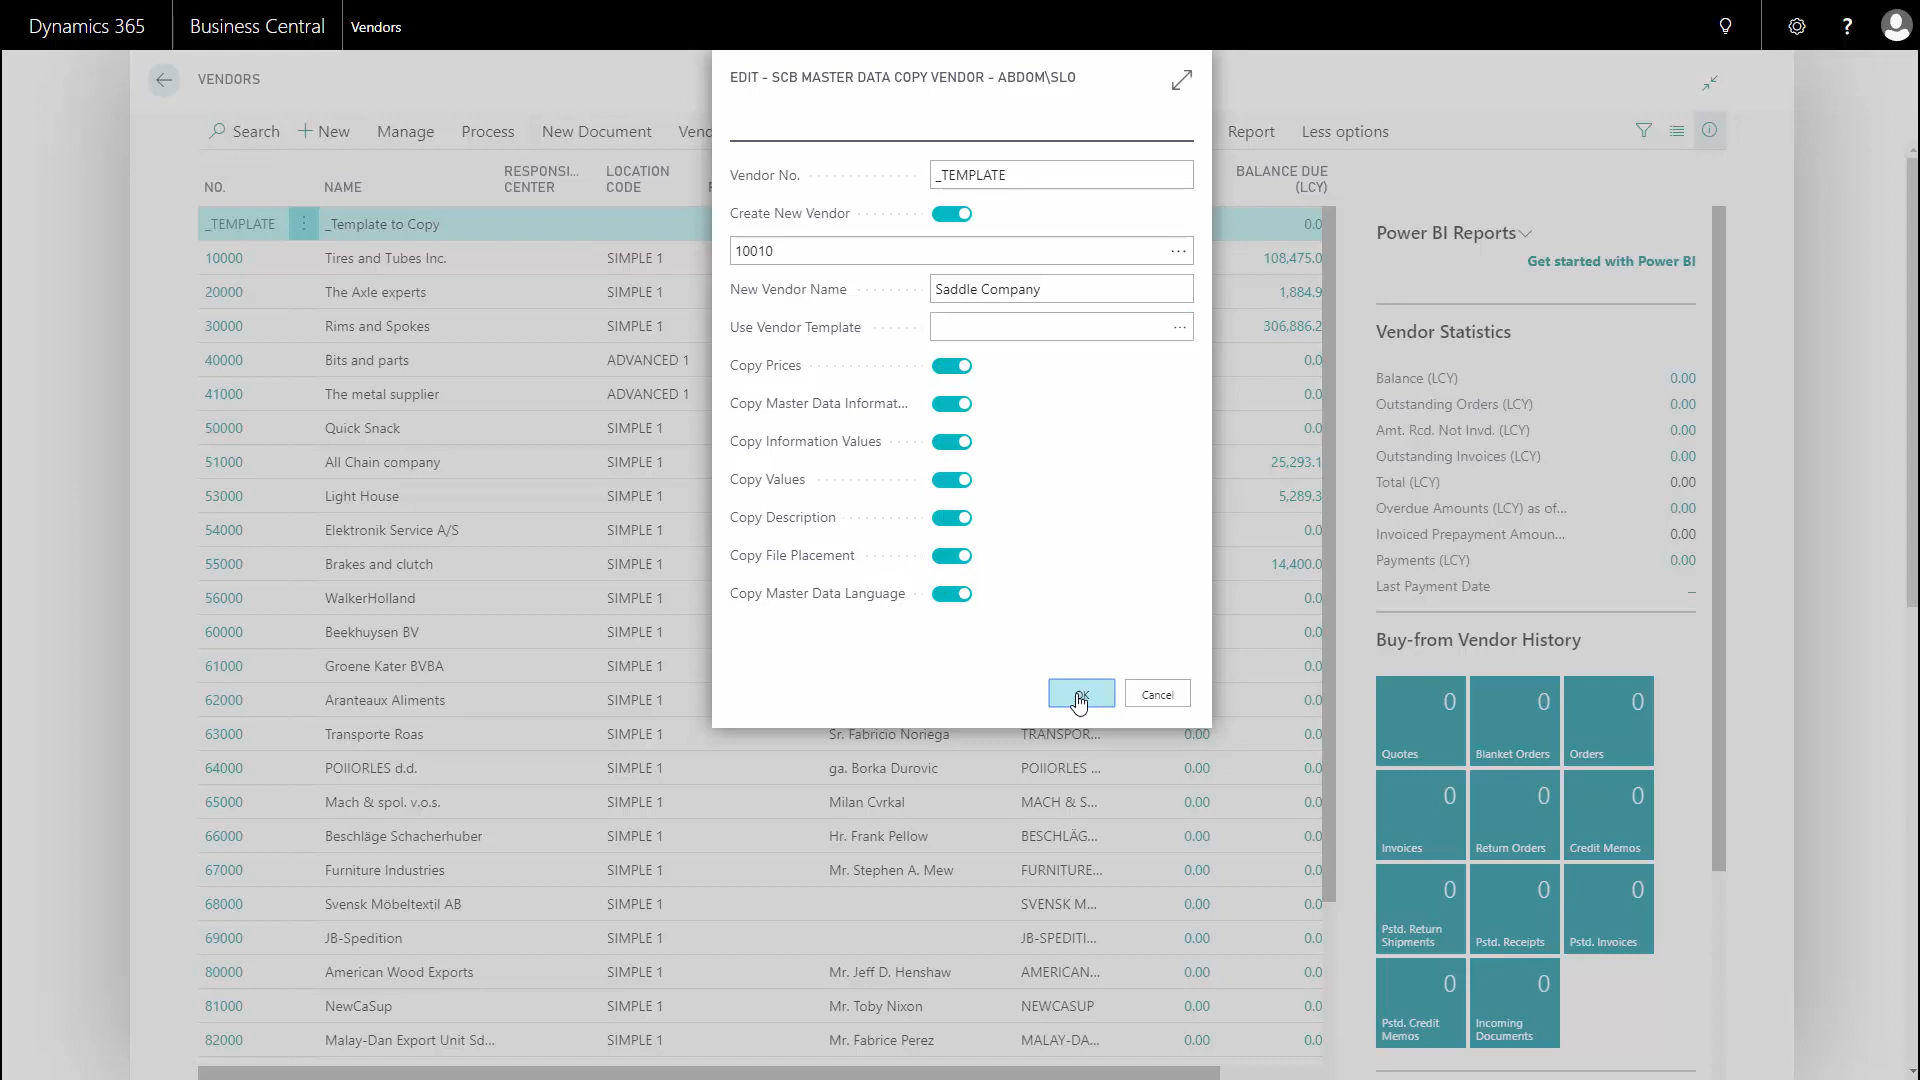 Dynamics 365
Business Central
Vendors
?
VENDORS
Search
New
Manage
Process
New Document
Report
Less options
NO.
NAME
RESPONSI...
CENTER
LOCATION
CODE
BALANCE DUE
(LCY)
_TEMPLATE _Template to Copy 0.0
10000 Tires and Tubes Inc. SIMPLE 1 108,475.0
20000 The Axle experts SIMPLE 1 1,884.9
30000 Rims and Spokes SIMPLE 1 306,886.2
40000 Bits and parts ADVANCED 1 0.0
41000 The metal supplier ADVANCED 1 0.0
50000 Quick Snack SIMPLE 1 0.0
51000 All Chain company SIMPLE 1 25,293.1
53000 Light House SIMPLE 1 5,289.3
54000 Elektronik Service A/S SIMPLE 1 0.0
55000 Brakes and clutch SIMPLE 1 14,400.0
56000 WalkerHolland SIMPLE 1 0.0
60000 Beekhuysen BV SIMPLE 1 0.0
61000 Groene Kater BVBA SIMPLE 1 0.0
62000 Aranteaux Aliments SIMPLE 1 0.0
63000 Transporte Roas SIMPLE 1 Sr. Fabricio Noriega TRANSPOR... 0.00 0.0
64000 POIIORLES d.d. SIMPLE 1 ga. Borka Durovic POIIORLES ... 0.00 0.0
65000 Mach & spol. v.o.s. SIMPLE 1 Milan Cvrkal MACH & S... 0.00 0.0
66000 Beschläge Schacherhuber SIMPLE 1 Hr. Frank Pellow BESCHLÄG... 0.00 0.0
67000 Furniture Industries SIMPLE 1 Mr. Stephen A. Mew FURNITURE... 0.00 0.0
68000 Svensk Möbeltextil AB SIMPLE 1 SVENSK M... 0.00 0.0
69000 JB-Spedition SIMPLE 1 JB-SPEDITI... 0.00 0.0
80000 American Wood Exports SIMPLE 1 Mr. Jeff D. Henshaw AMERICAN... 0.00 0.0
81000 NewCaSup SIMPLE 1 Mr. Toby Nixon NEWCASUP 0.00 0.0
82000 Malay-Dan Export Unit Sd... SIMPLE 1 Mr. Fabrice Perez MALAY-DA... 0.00 0.0
EDIT - SCB MASTER DATA COPY VENDOR - ABDOM\SLO
Vendor No. _TEMPLATE
Create New Vendor
10010 ...
New Vendor Name Saddle Company
Use Vendor Template ...
Copy Prices
Copy Master Data Informat...
Copy Information Values
Copy Values
Copy Description
Copy File Placement
Copy Master Data Language
OK
Cancel
Power BI Reports
Get started with Power BI
Vendor Statistics
Balance (LCY) 0.00
Outstanding Orders (LCY) 0.00
Amt. Rcd. Not Invd. (LCY) 0.00
Outstanding Invoices (LCY) 0.00
Total (LCY) 0.00
Overdue Amounts (LCY) as of... 0.00
Invoiced Prepayment Amoun... 0.00
Payments (LCY) 0.00
Last Payment Date _
Buy-from Vendor History
0 Quotes
0 Blanket Orders
0 Orders
0 Invoices
0 Return Orders
0 Credit Memos
0 Pstd. Return
Shipments
0 Pstd. Receipts
0 Pstd. Invoices
0 Pstd. Credit
Memos
0 Incoming
Documents